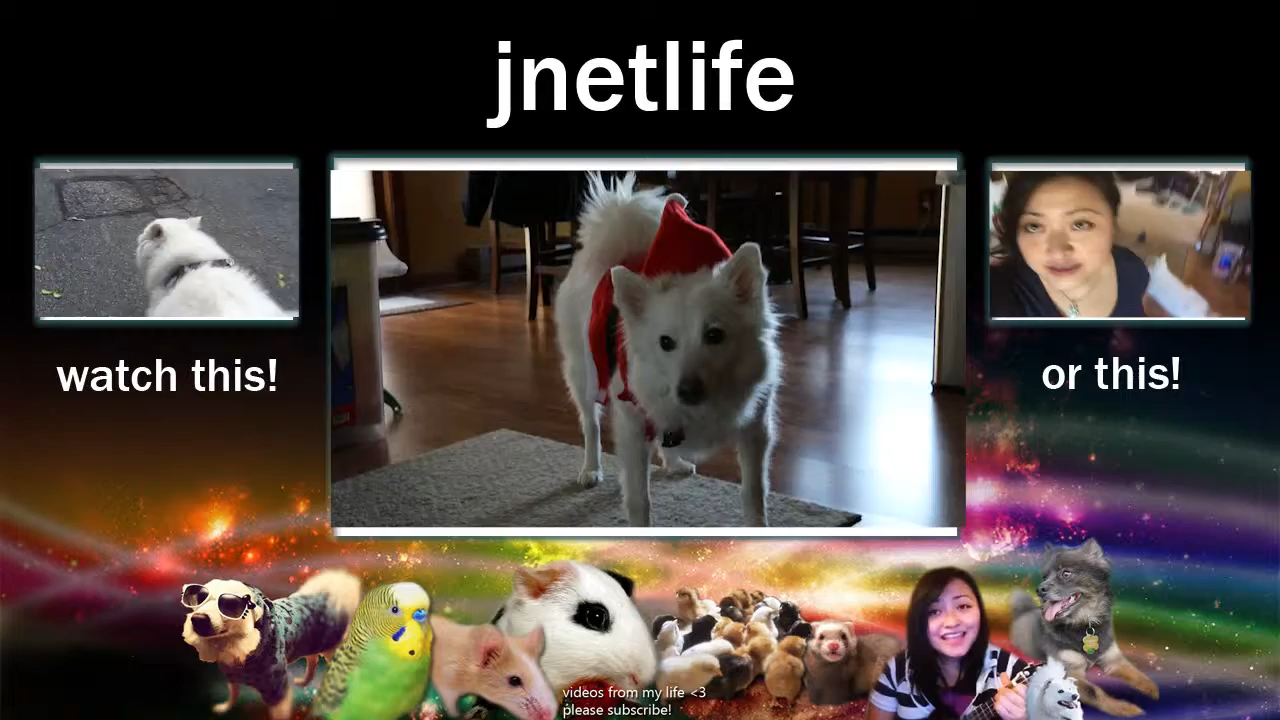 jnetlife
watch this!
or this!
videos from my life <3
please subscribe!